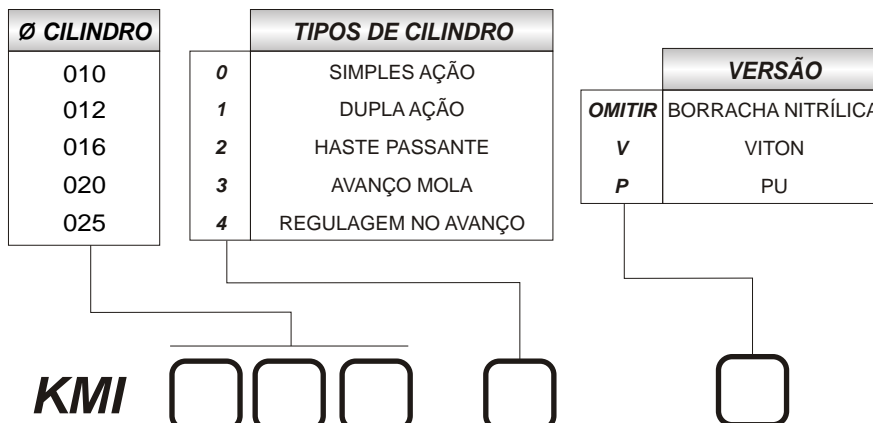 Ø CILINDRO
010
012
016
020
025
TIPOS DE CILINDRO
0 SIMPLES AÇÃO
1 DUPLA AÇÃO
2 HASTE PASSANTE
3 AVANÇO MOLA
4 REGULAGEM NO AVANÇO
VERSÃO
OMITIR BORRACHA NITRÍLICA
V VITON
P PU
KMI